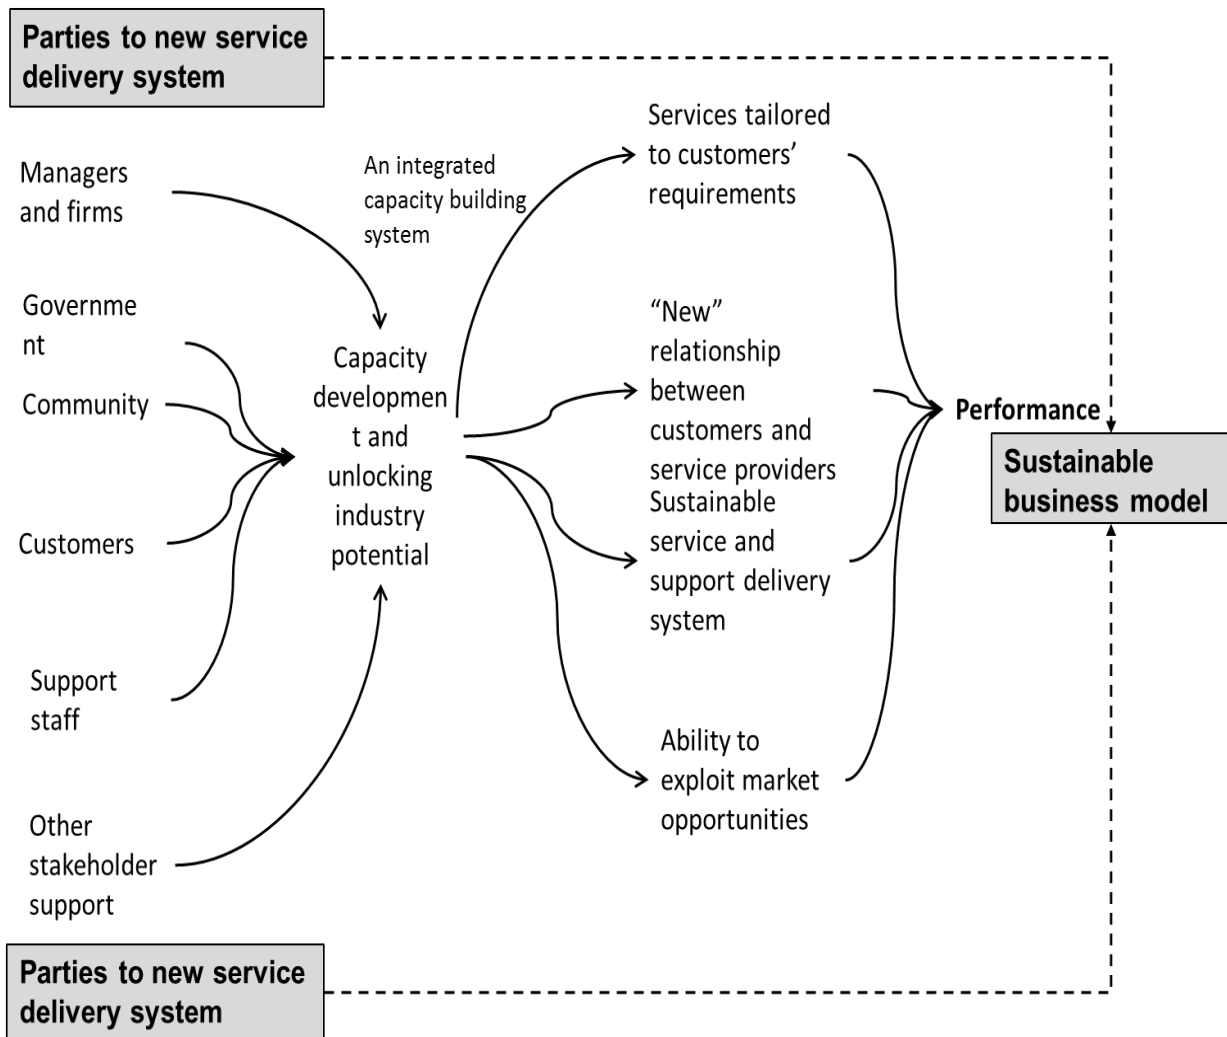 Parties to new service
delivery system
Managers
and firms
Governme
nt
Community
Customers
Support
staff
Other
stakeholder
support
An integrated
capacity building
system
Capacity
developmen
t and
unlocking
industry
potential
Services tailored
to customers’
requirements
“New”
relationship
between
customers and
service providers
Sustainable
service and
support delivery
system
Ability to
exploit market
opportunities
Performance
Sustainable
business model
Parties to new service
delivery system